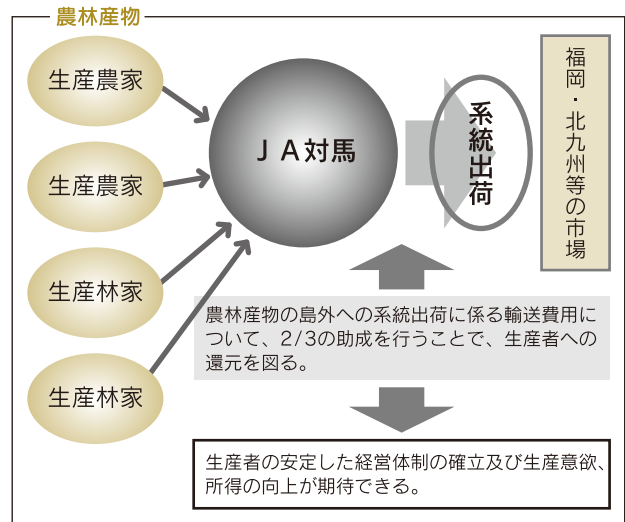 農林産物
生産農家
生産農家
生産林家
生産林家
ＪＡ対馬
系統出荷
福岡・北九州等の市場
農林産物の島外への系統出荷に係る輸送費用に
ついて、2/3の助成を行うことで、生産者への
還元を図る。
生産者の安定した経営体制の確立及び生産意欲、
所得の向上が期待できる。